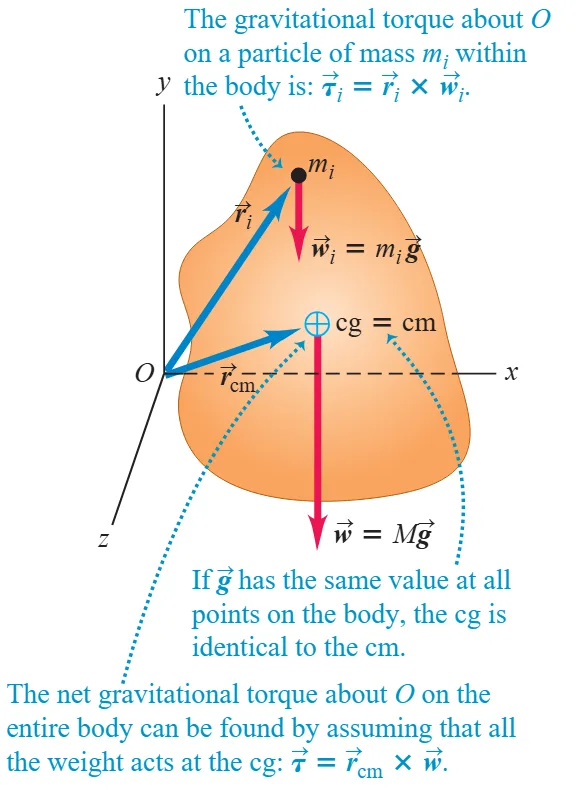 The gravitational torque about O
on a particle of mass mᵢ within
the body is: τ⃗ᵢ = r⃗ᵢ × w⃗ᵢ.
y
mᵢ
r⃗ᵢ
w⃗ᵢ = mᵢg⃗
cg = cm
O
r⃗cm
x
z
w⃗ = Mg⃗
If g⃗ has the same value at all
points on the body, the cg is
identical to the cm.
The net gravitational torque about O on the
entire body can be found by assuming that all
the weight acts at the cg: τ⃗ = r⃗cm × w⃗.